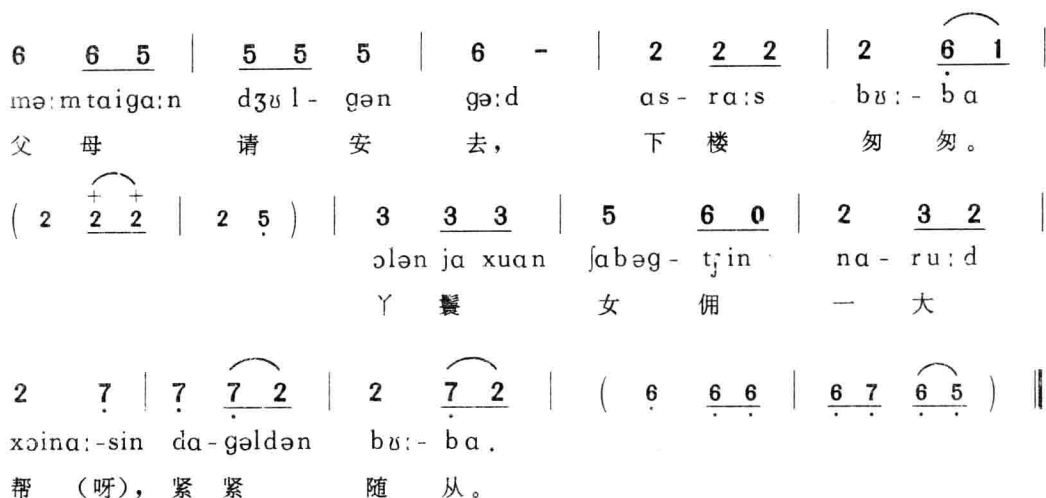 6 6 5 | 5 5 5 | 6 - | 2 2 2 | 2 6̣ 1 |
mə:mtaiga:n dʒʊl-gən gə:d as-ra:s bʊ:-ba
父 母 请 安 去， 下 楼 匆 匆。
( 2 2 2 | 2 5̣ ) | 3 3 3 | 5 6 0 | 2 3 2 |
ɔlən ja xuan ʃabəg-tʃin na-ru:d
丫 鬟 女 佣 一 大
2 7̣ | 7̣ 7̣ 2 | 2 7̣ 2 | ( 6̣ 6̣ 6̣ | 6̣ 7̣ 6̣ 5̣ ) ‖
xɔina:-sin da-gəldən bʊ:-ba.
帮 （呀）， 紧 紧 随 从。